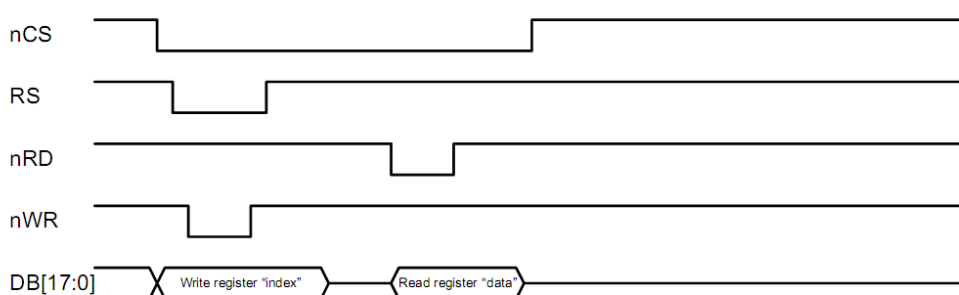 nCS
RS
nRD
nWR
DB[17:0]
Write register “index”
Read register “data”